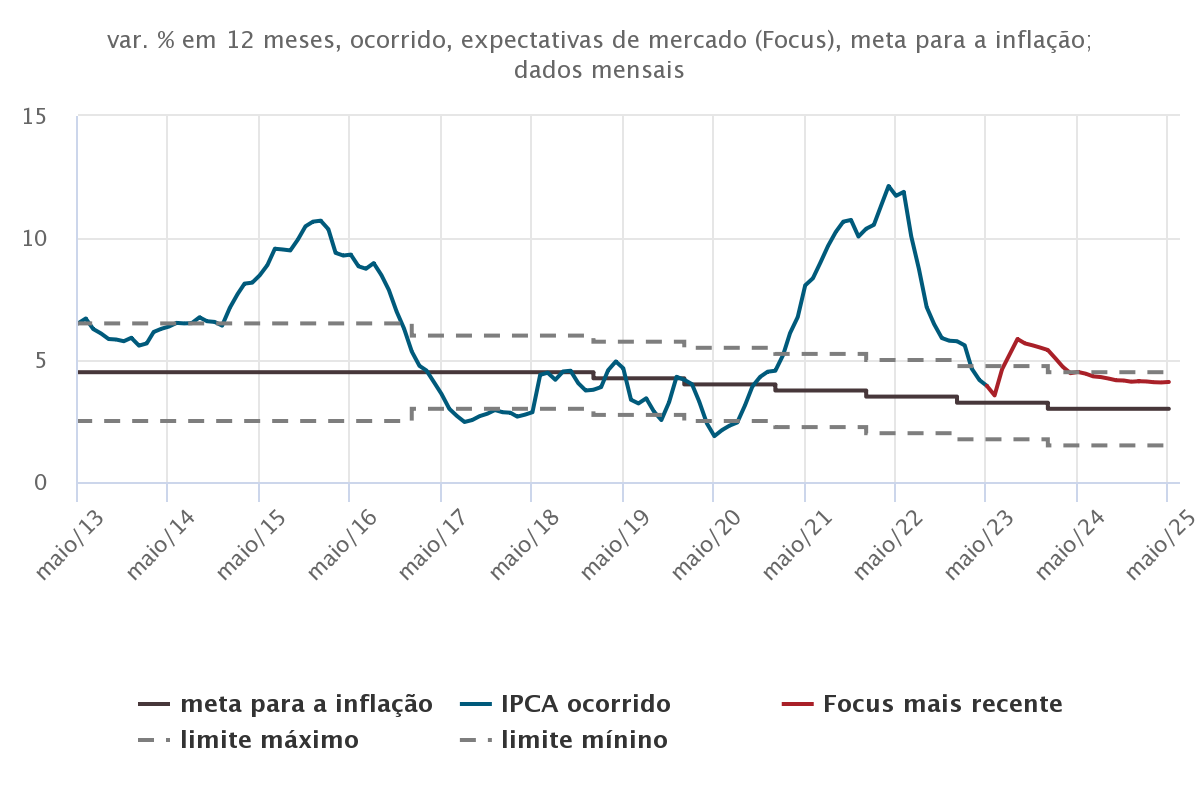 var. % em 12 meses, ocorrido, expectativas de mercado (Focus), meta para a inflação;
dados mensais
15
10
5
0
maio/13
maio/14
maio/15
maio/16
maio/17
maio/18
maio/19
maio/20
maio/21
maio/22
maio/23
maio/24
maio/25
meta para a inflação
IPCA ocorrido
Focus mais recente
limite máximo
limite mínino